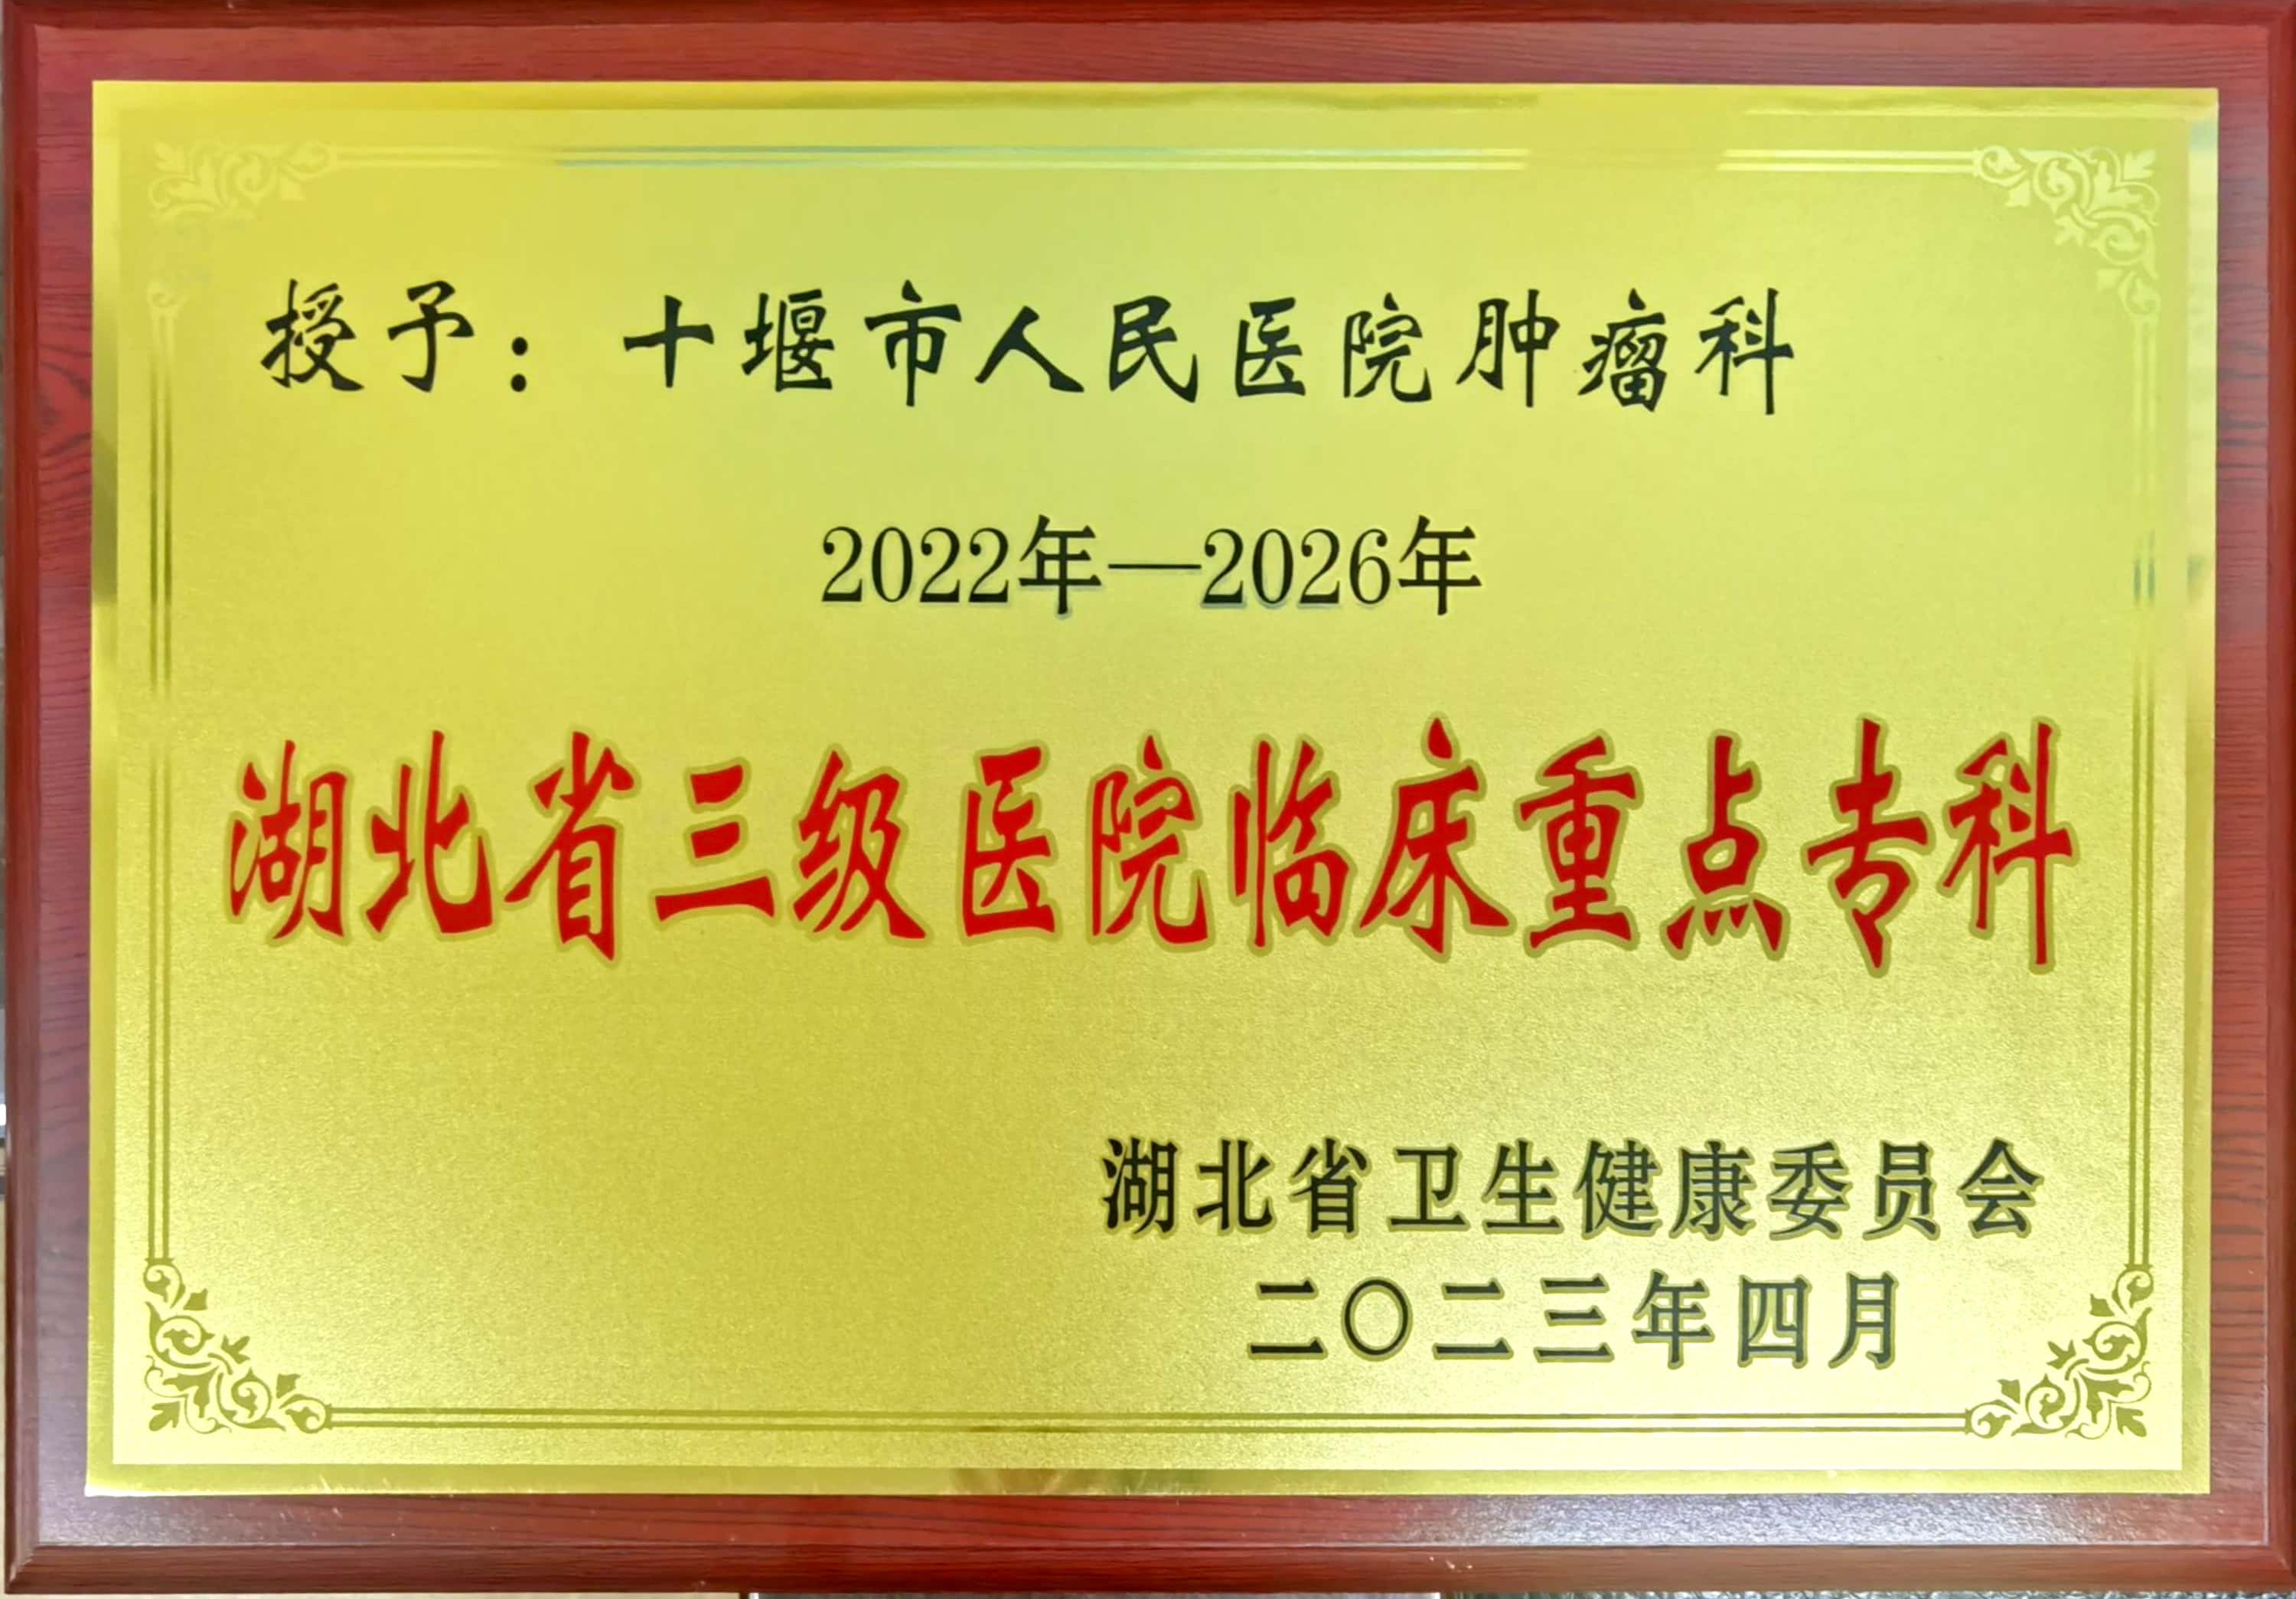 授予：十堰市人民医院肿瘤科
2022年—2026年
湖北省三级医院临床重点专科
湖北省卫生健康委员会
二〇二三年四月